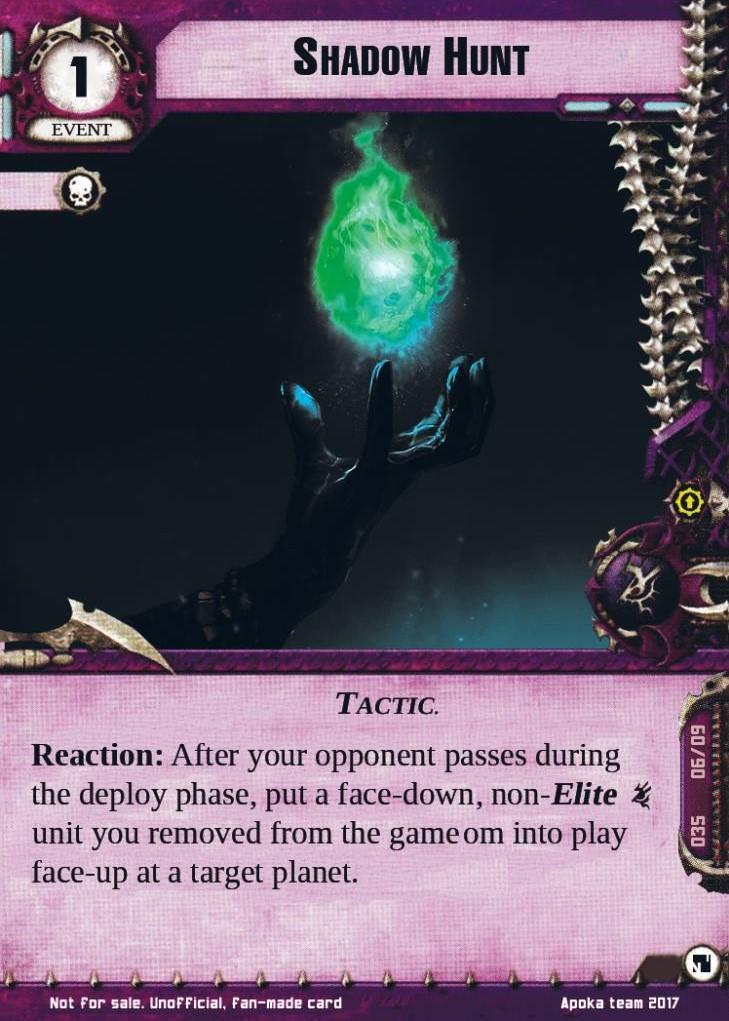 1
SHADOW HUNT
EVENT
TACTIC.
Reaction: After your opponent passes during
the deploy phase, put a face-down, non-Elite
unit you removed from the gameom into play
face-up at a target planet.
035 06/09
Not for sale. Unofficial, fan-made card Apoka team 2017